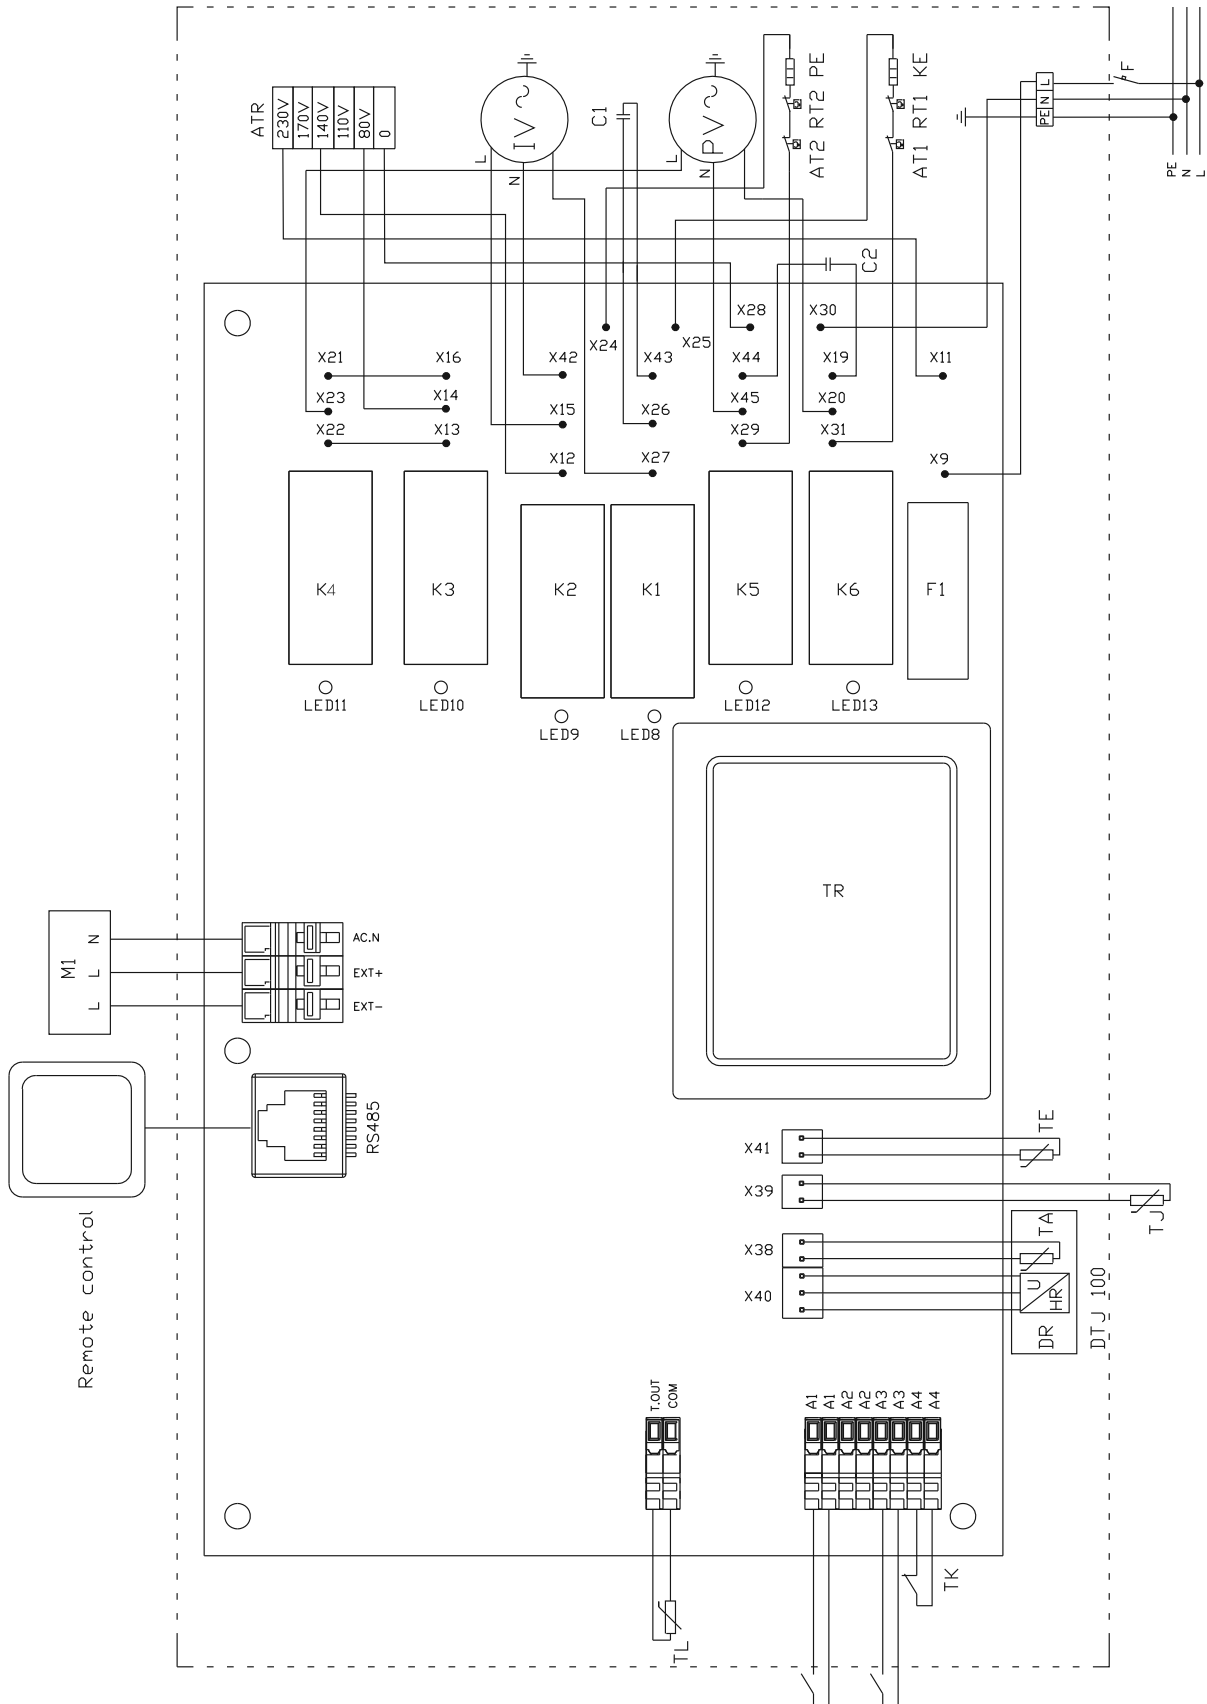 ATR
230V
170V
140V
110V
80V
0
L
IV
N
C1
L
PV
N
AT2 RT2 PE
AT1 RT1 KE
PE N L
F
PE
N
L
C2
X21
X16
X42
X24
X43
X25
X28
X30
X44
X19
X11
X23
X14
X15
X26
X45
X20
X22
X13
X12
X27
X29
X31
X9
K4
K3
K2
K1
K5
K6
F1
LED11
LED10
LED9
LED8
LED12
LED13
TR
M1
N
L
L
AC.N
EXT+
EXT-
RS485
Remote control
X41
TE
X39
TJ
X38
TA
X40
U
HR
DR
DTJ 100
T.OUT
COM
A1
A1
A2
A2
A3
A3
A4
A4
TK
TL